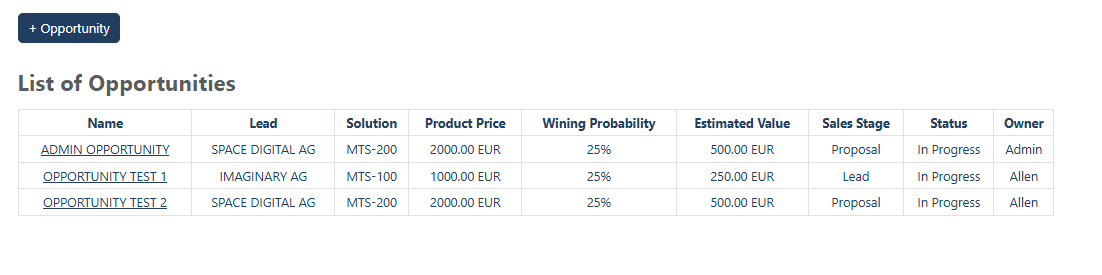 + Opportunity
List of Opportunities
Name Lead Solution Product Price Wining Probability Estimated Value Sales Stage Status Owner
ADMIN OPPORTUNITY SPACE DIGITAL AG MTS-200 2000.00 EUR 25% 500.00 EUR Proposal In Progress Admin
OPPORTUNITY TEST 1 IMAGINARY AG MTS-100 1000.00 EUR 25% 250.00 EUR Lead In Progress Allen
OPPORTUNITY TEST 2 SPACE DIGITAL AG MTS-200 2000.00 EUR 25% 500.00 EUR Proposal In Progress Allen